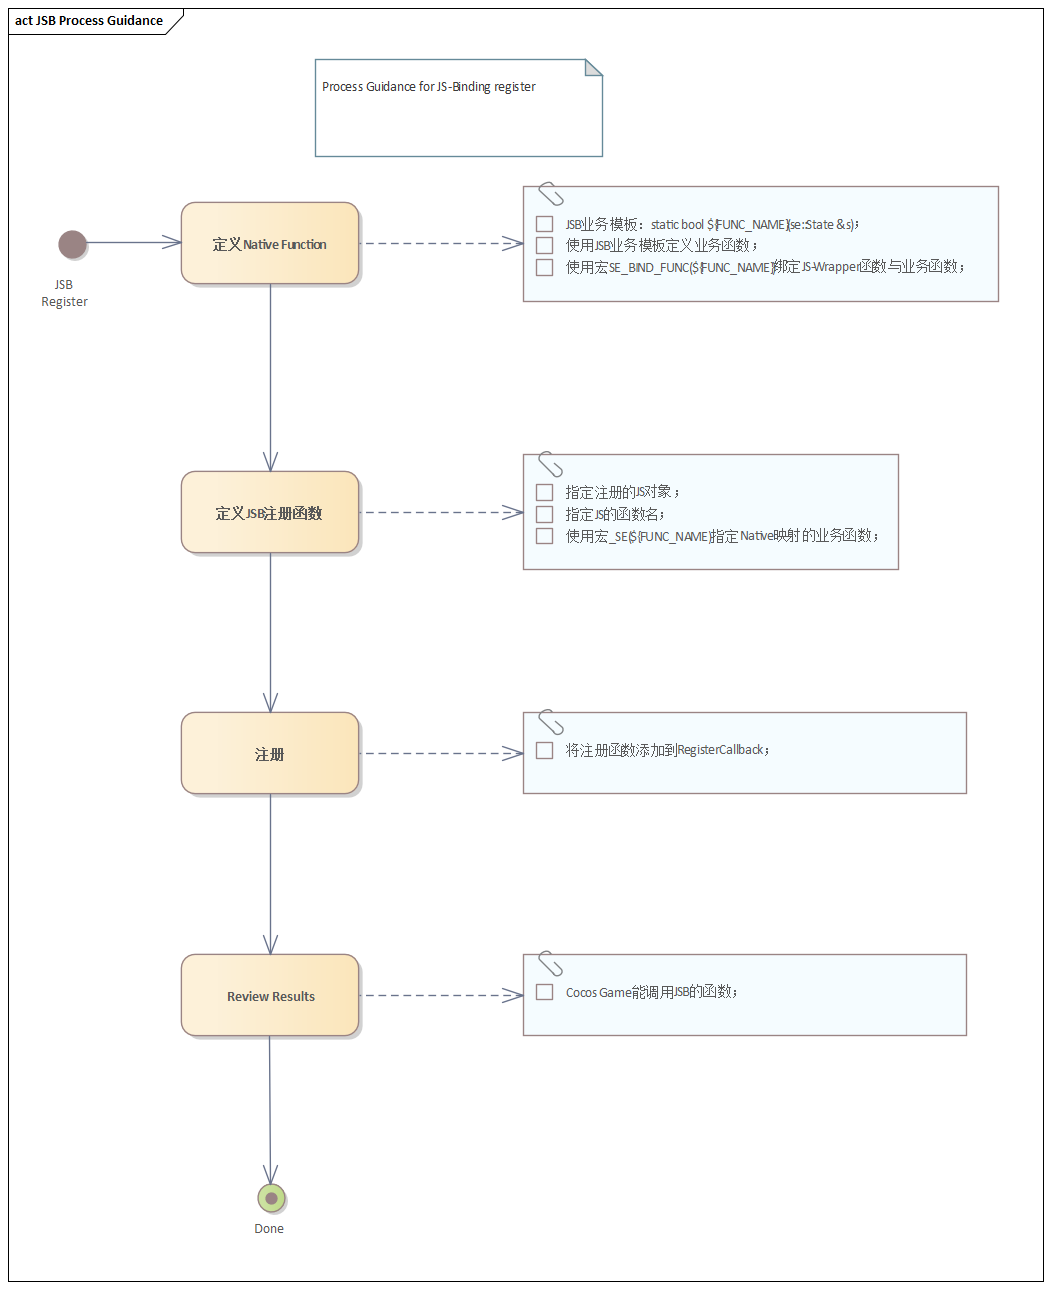 act JSB Process Guidance
Process Guidance for JS-Binding register
JSB
Register
定义Native Function
JSB业务模板：static bool ${FUNC_NAME}(se::State & s)；
使用JSB业务模板定义业务函数；
使用宏SE_BIND_FUNC(${FUNC_NAME})绑定JS-Wrapper函数与业务函数；
定义JSB注册函数
指定注册的JS对象；
指定JS的函数名；
使用宏_SE(${FUNC_NAME})指定Native映射的业务函数；
注册
将注册函数添加到RegisterCallback；
Review Results
Cocos Game能调用JSB的函数；
Done